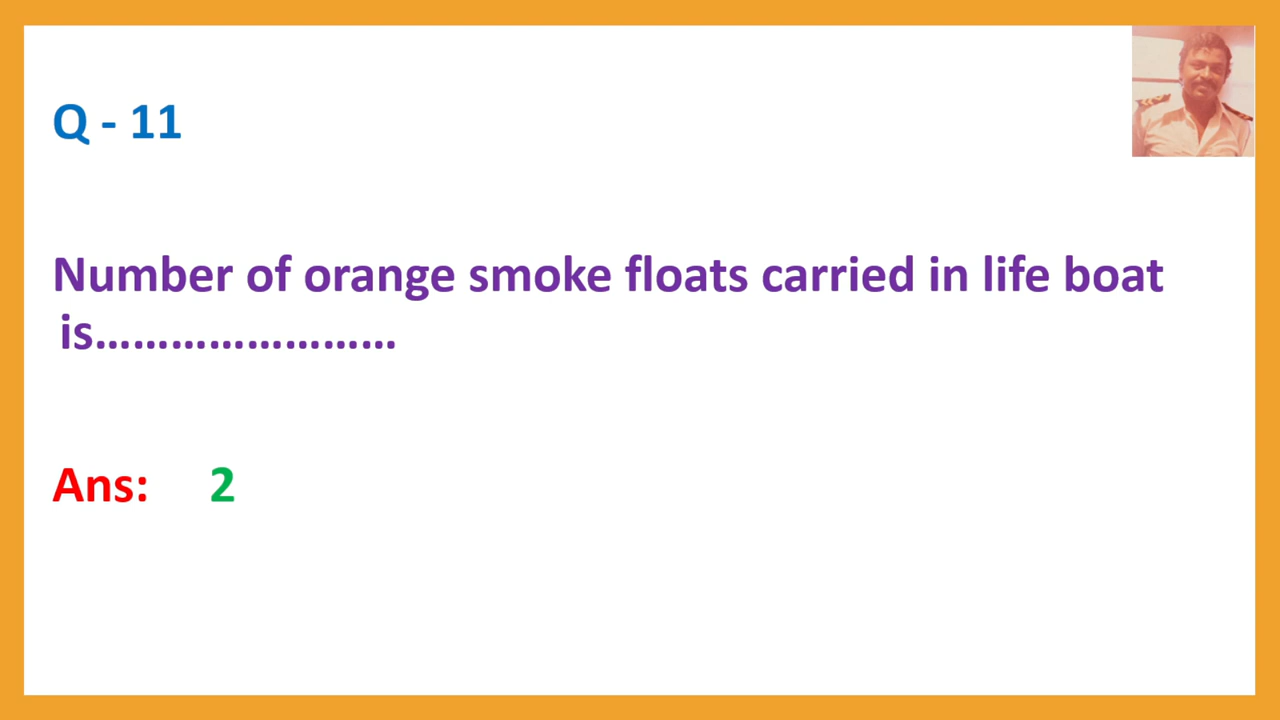 Q - 11
Number of orange smoke floats carried in life boat
is……………………
Ans: 2